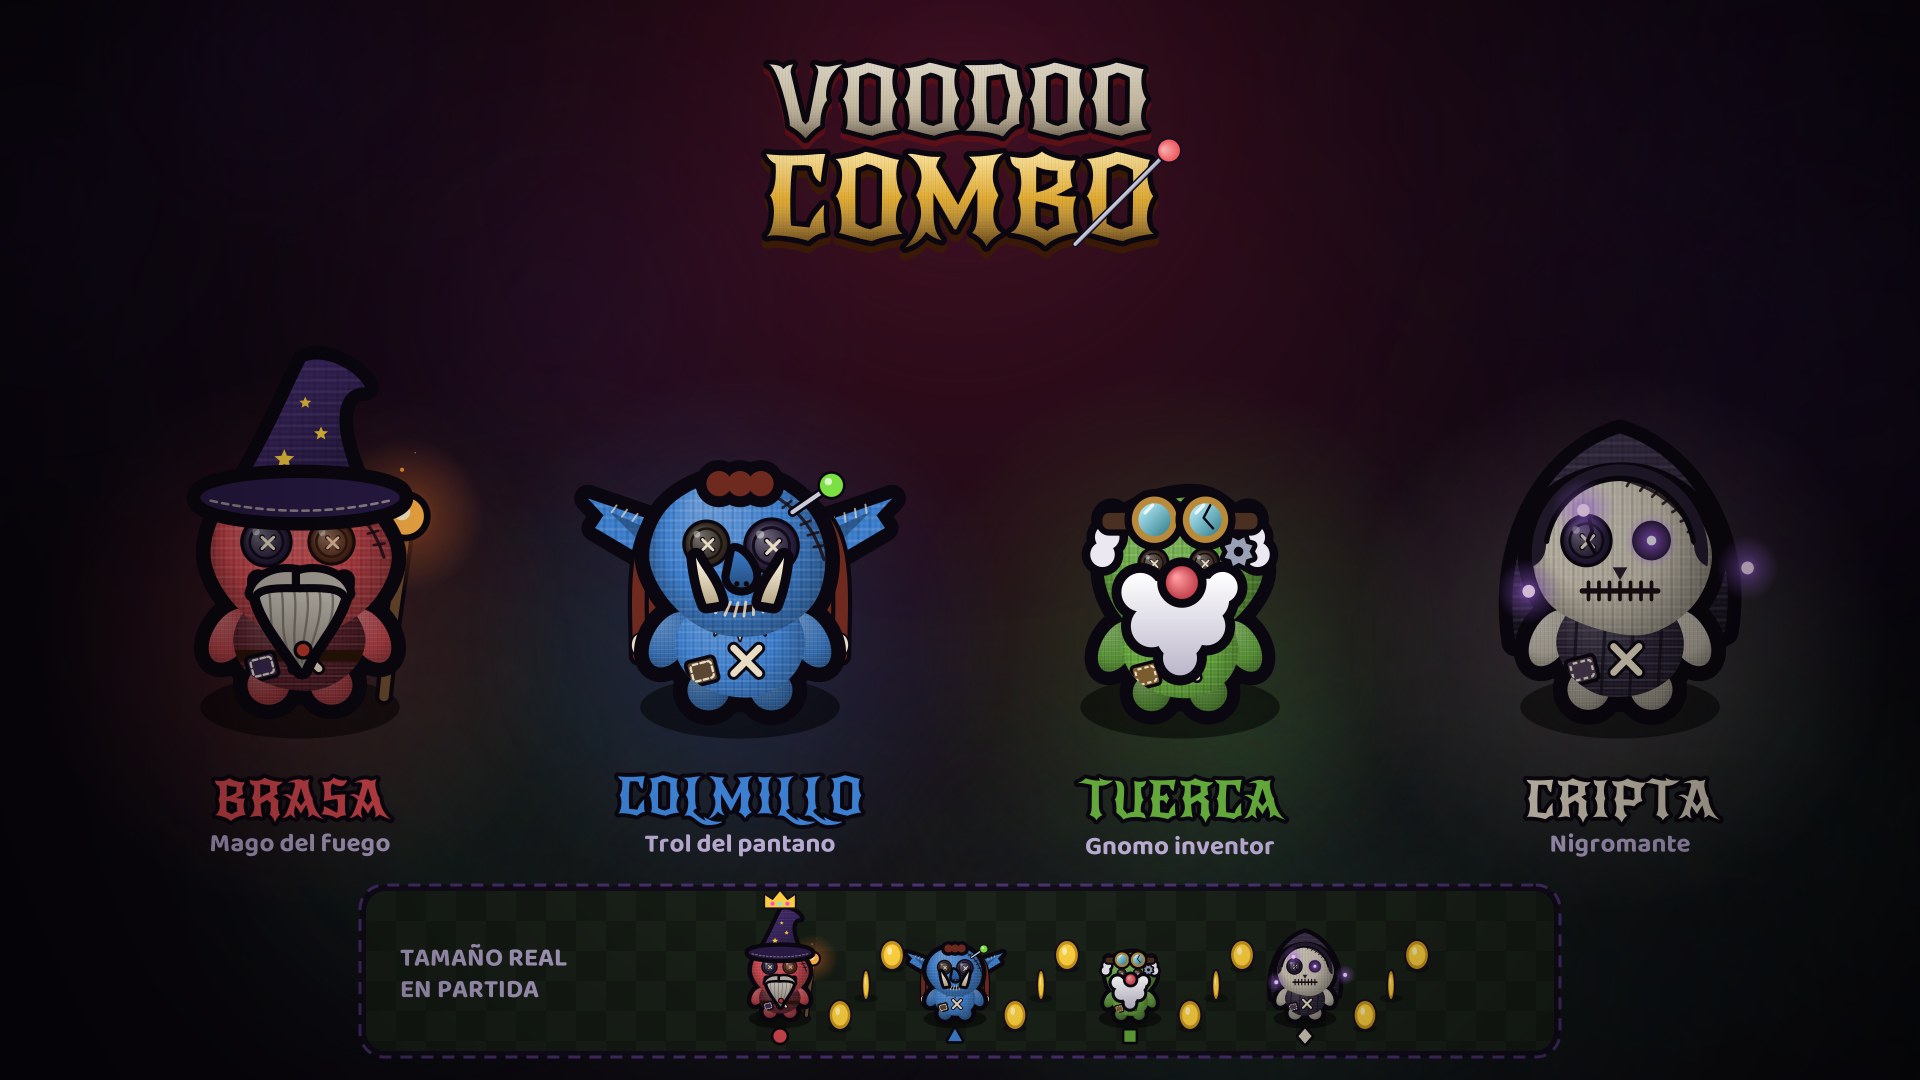 VOODOO
COMBO
BRASA
COLMILLO
TUERCA
CRIPTA
Mago del fuego
Trol del pantano
Gnomo inventor
Nigromante
TAMAÑO REAL
EN PARTIDA